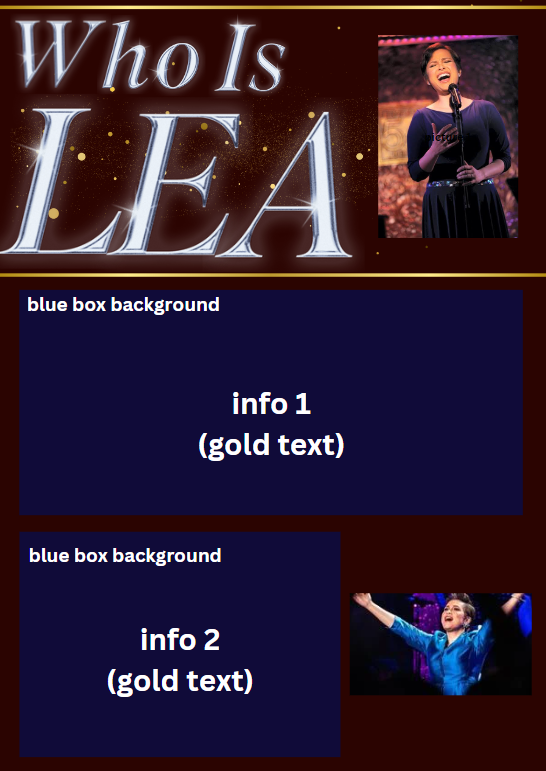 Who Is
LEA
blue box background
info 1
(gold text)
blue box background
info 2
(gold text)